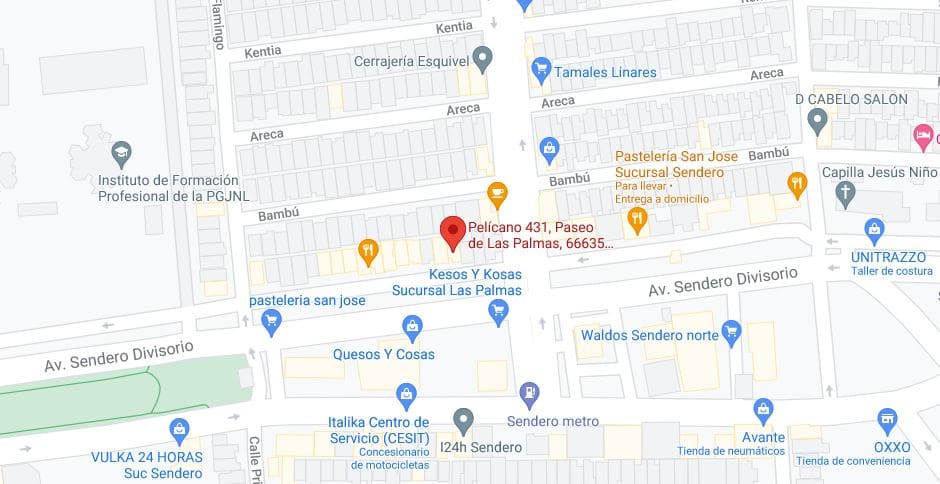 Flamingo
Kentia
Kentia
Cerrajería Esquivel
Tamales Linares
Areca
Areca
Areca
D CABELO SALON
Instituto de Formación
Profesional de la PGJNL
Pastelería San Jose
Sucursal Sendero
Para llevar •
Entrega a domicilio
Bambú
Bambú
Bambú
Capilla Jesús Niño
Pelícano 431, Paseo
de Las Palmas, 66635...
Kesos Y Kosas
Sucursal Las Palmas
UNITRAZZO
Taller de costura
Av. Sendero Divisorio
pasteleria san jose
Av. Sendero Divisorio
Quesos Y Cosas
Waldos Sendero norte
Italika Centro de
Servicio (CESIT)
Concesionario
de motocicletas
I24h Sendero
Sendero metro
Avante
Tienda de neumáticos
OXXO
Tienda de conveniencia
VULKA 24 HORAS
Suc Sendero
Calle Pri